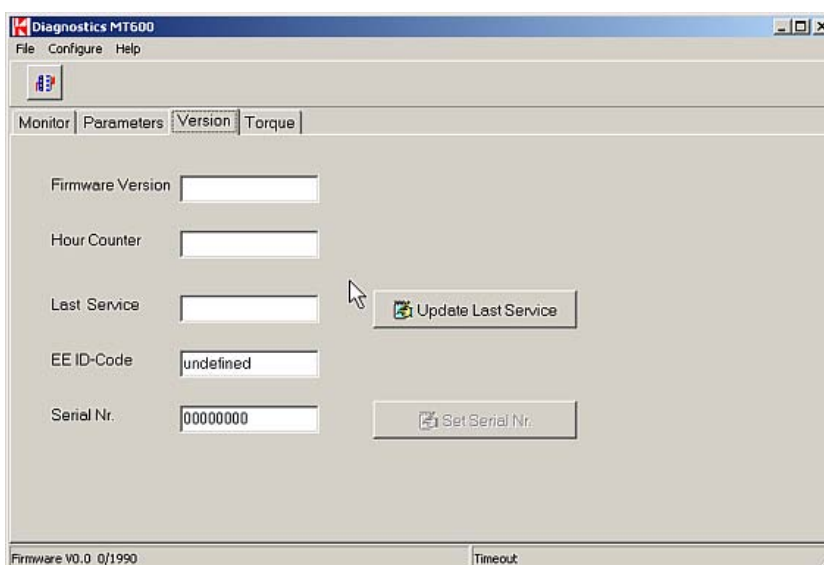 Diagnostics MT600
File Configure Help
Monitor Parameters Version Torque
Firmware Version
Hour Counter
Last Service
Update Last Service
EE ID-Code undefined
Serial Nr. 00000000 Set Serial Nr.
Firmware V0.0 0/1990 Timeout